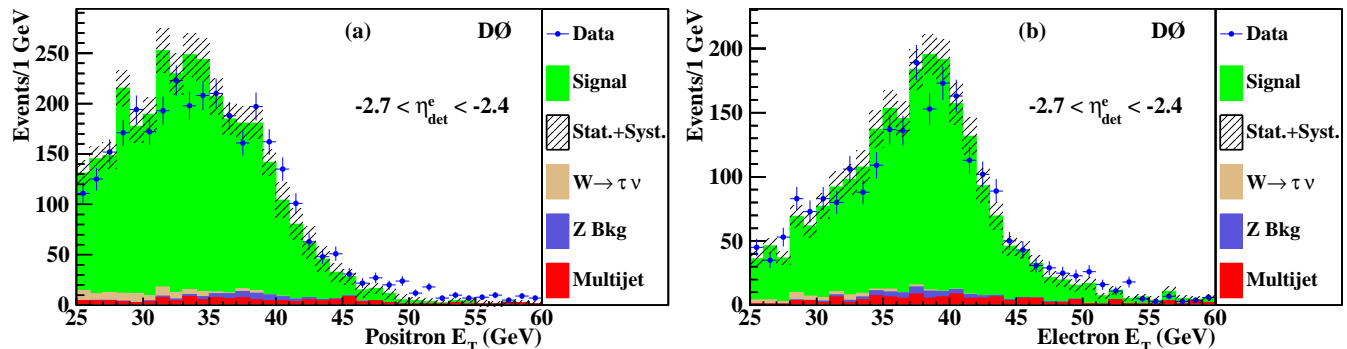 Events/1 GeV
250
200
150
100
50
0
25 30 35 40 45 50 55 60
Positron E_T (GeV)
(a) DØ
-2.7 < η^e_det < -2.4
Data
Signal
Stat.+Syst.
W→ τ ν
Z Bkg
Multijet
Events/1 GeV
200
150
100
50
0
25 30 35 40 45 50 55 60
Electron E_T (GeV)
(b) DØ
-2.7 < η^e_det < -2.4
Data
Signal
Stat.+Syst.
W→ τ ν
Z Bkg
Multijet